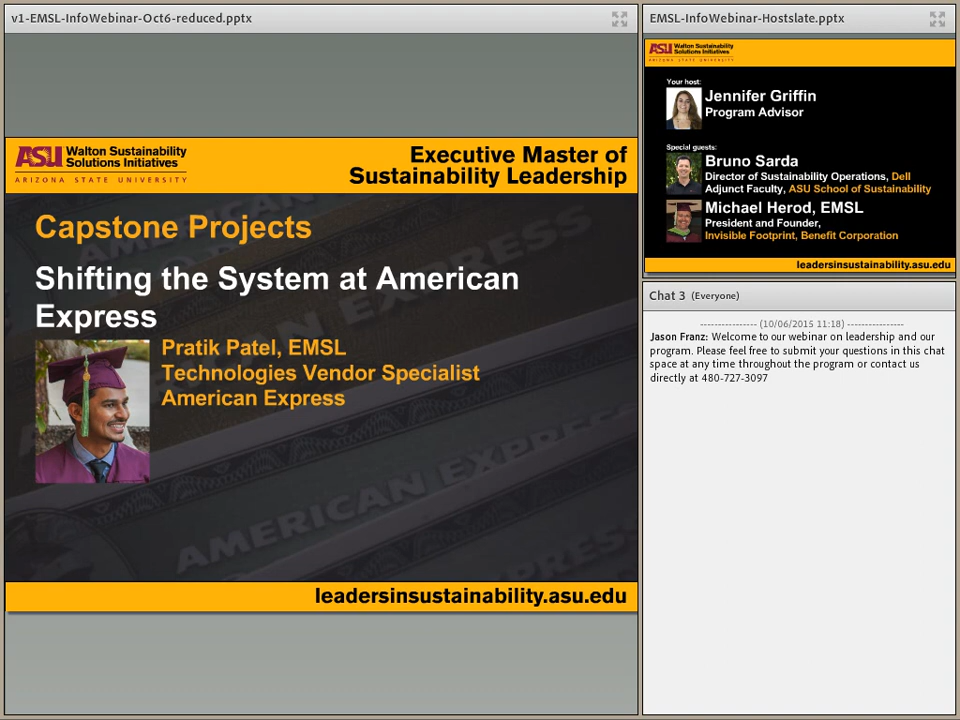 v1-EMSL-InfoWebinar-Oct6-reduced.pptx
ASU Walton Sustainability
Solutions Initiatives
ARIZONA STATE UNIVERSITY
Executive Master of
Sustainability Leadership
Capstone Projects
Shifting the System at American
Express
Pratik Patel, EMSL
Technologies Vendor Specialist
American Express
AMERICAN EXPRESS
AMERICAN EXPRESS
leadersinsustainability.asu.edu
EMSL-InfoWebinar-Hostslate.pptx
ASU Walton Sustainability
Solutions Initiatives
ARIZONA STATE UNIVERSITY
Your host:
Jennifer Griffin
Program Advisor
Special guests:
Bruno Sarda
Director of Sustainability Operations, Dell
Adjunct Faculty, ASU School of Sustainability
Michael Herod, EMSL
President and Founder,
Invisible Footprint, Benefit Corporation
leadersinsustainability.asu.edu
Chat 3 (Everyone)
---------------- (10/06/2015 11:18) ----------------
Jason Franz: Welcome to our webinar on leadership and our
program. Please feel free to submit your questions in this chat
space at any time throughout the program or contact us
directly at 480-727-3097